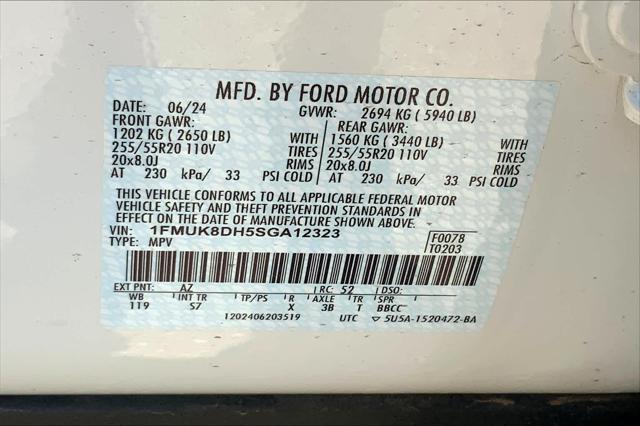 MFD. BY FORD MOTOR CO.
DATE: 06/24 GVWR: 2694 KG ( 5940 LB)
FRONT GAWR: REAR GAWR:
1202 KG ( 2650 LB) WITH 1560 KG ( 3440 LB) WITH
255/55R20 110V TIRES 255/55R20 110V TIRES
20x8.0J RIMS 20x8.0J RIMS
AT 230 kPa/ 33 PSI COLD AT 230 kPa/ 33 PSI COLD
THIS VEHICLE CONFORMS TO ALL APPLICABLE FEDERAL MOTOR
VEHICLE SAFETY AND THEFT PREVENTION STANDARDS IN
EFFECT ON THE DATE OF MANUFACTURE SHOWN ABOVE.
VIN: 1FMUK8DH5SGA12323 F0078
TYPE: MPV T0203
EXT PNT: AZ RC: 52 DSO:
WB INT TR TP/PS R AXLE TR SPR
119 S7 X 3B T BBCC
1202406203519 UTC 5U5A-1520472-BA